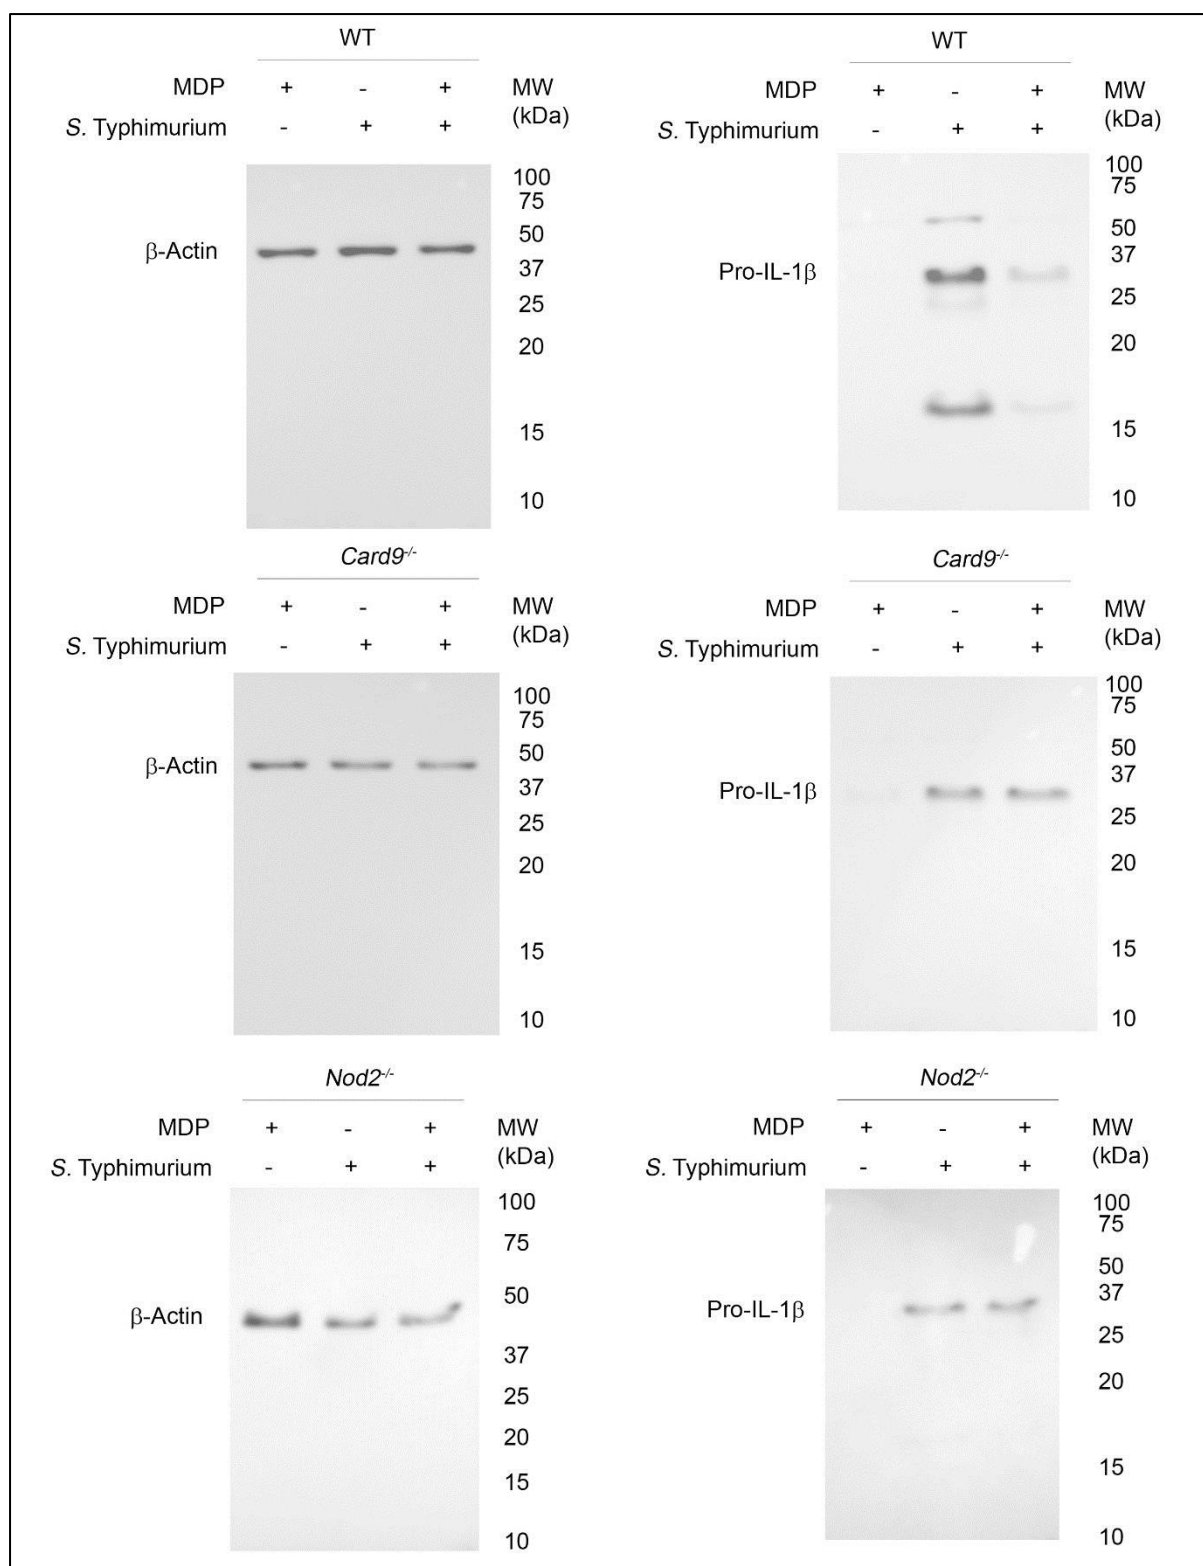 WT
MDP + - + MW
(kDa)
S. Typhimurium - + +
β-Actin
100
75
50
37
25
20
15
10
WT
MDP + - + MW
(kDa)
S. Typhimurium - + +
Pro-IL-1β
100
75
50
37
25
20
15
10
Card9-/-
MDP + - + MW
(kDa)
S. Typhimurium - + +
β-Actin
100
75
50
37
25
20
15
10
Card9-/-
MDP + - + MW
(kDa)
S. Typhimurium - + +
Pro-IL-1β
100
75
50
37
25
20
15
10
Nod2-/-
MDP + - + MW
(kDa)
S. Typhimurium - + +
β-Actin
100
75
50
37
25
20
15
10
Nod2-/-
MDP + - + MW
(kDa)
S. Typhimurium - + +
Pro-IL-1β
100
75
50
37
25
20
15
10